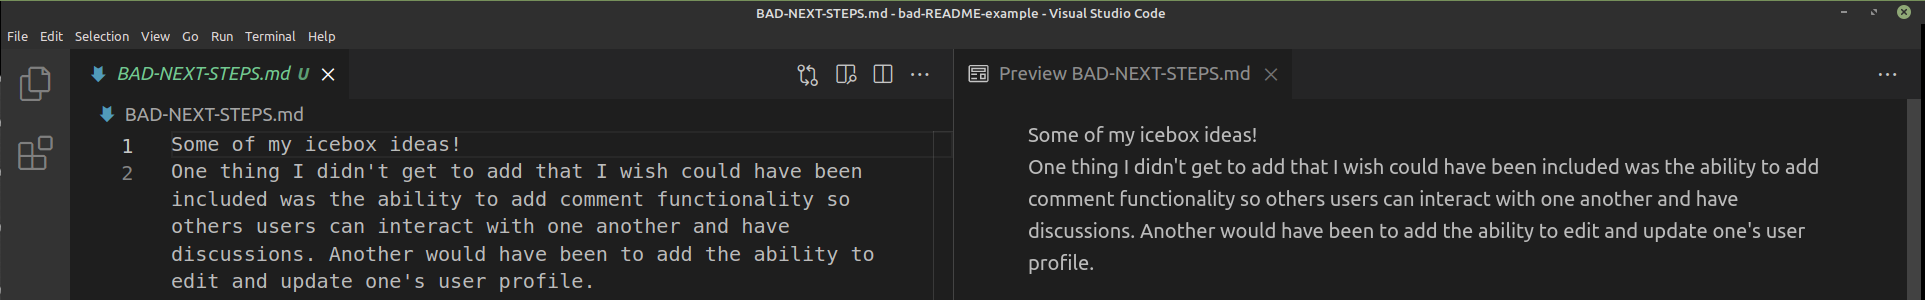 BAD-NEXT-STEPS.md - bad-README-example - Visual Studio Code
File Edit Selection View Go Run Terminal Help
BAD-NEXT-STEPS.md U
Preview BAD-NEXT-STEPS.md
BAD-NEXT-STEPS.md
1 Some of my icebox ideas!
2 One thing I didn't get to add that I wish could have been
included was the ability to add comment functionality so
others users can interact with one another and have
discussions. Another would have been to add the ability to
edit and update one's user profile.
Some of my icebox ideas!
One thing I didn't get to add that I wish could have been included was the ability to add
comment functionality so others users can interact with one another and have
discussions. Another would have been to add the ability to edit and update one's user
profile.